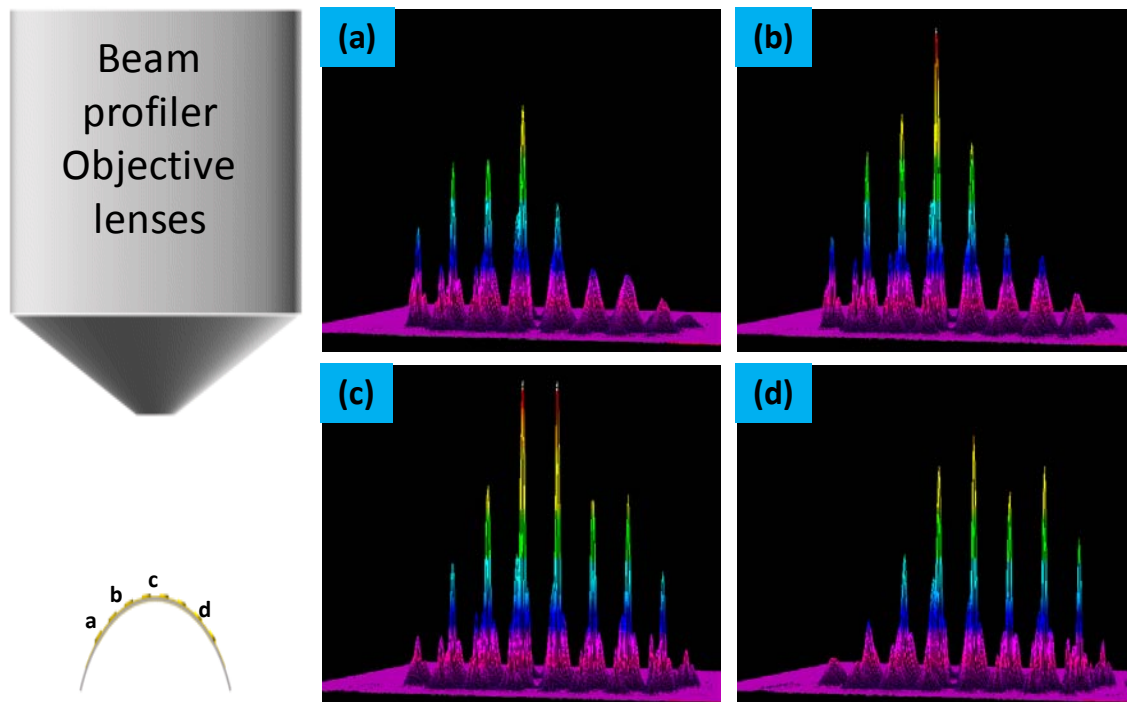 Beam
profiler
Objective
lenses
(a)
(b)
(c)
(d)
a
b
c
d